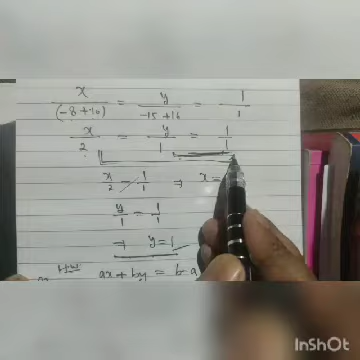 x/(-8+10) = y/-15+16 = 1/1
x/2 = y/1 = 1/1
x/2 = 1/1 ⇒ x =
y/1 = 1/1
⇒ y = 1
H.W ax + by =
InShOt